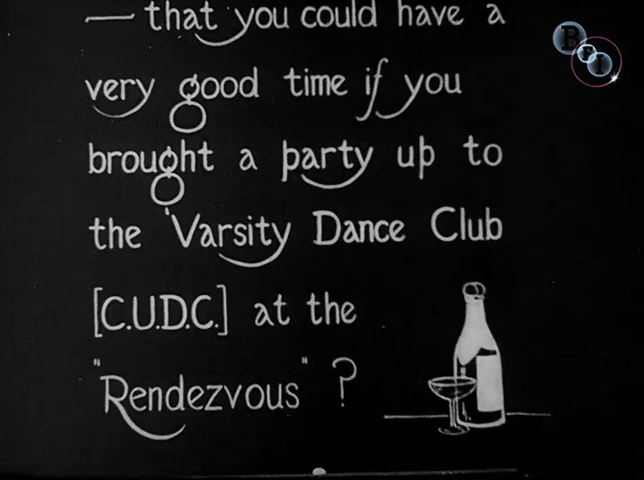 — that you could have a
very good time if you
brought a party up to
the 'Varsity Dance Club
[C.U.D.C.] at the
"Rendezvous" ?
BFI